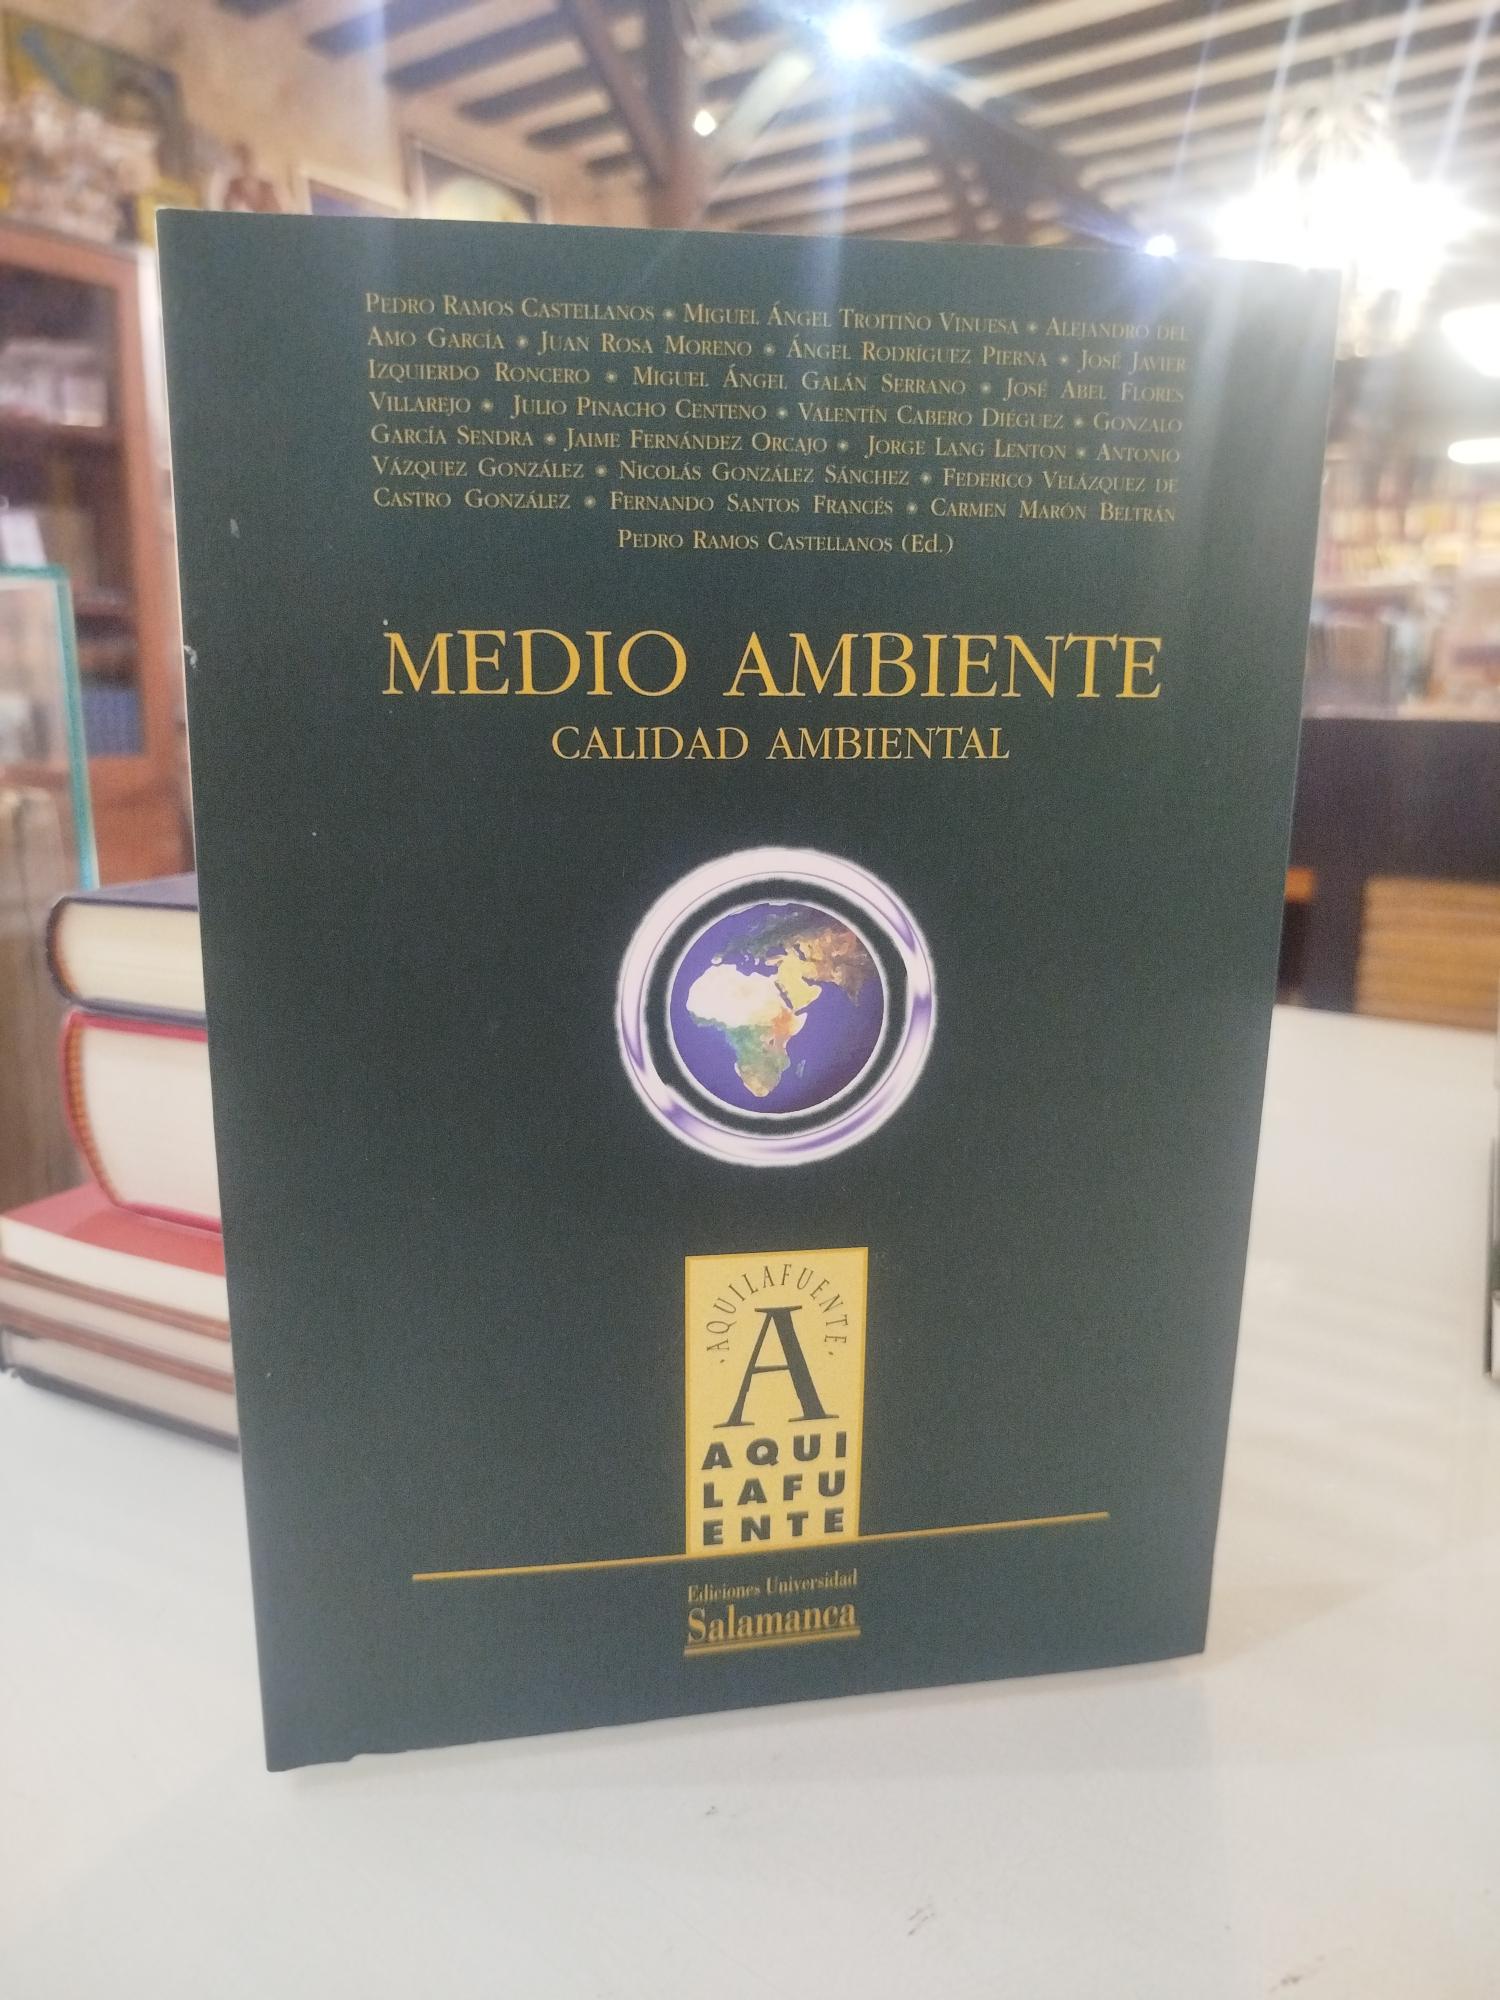 Pedro Ramos Castellanos • Miguel Ángel Troitiño Vinuesa • Alejandro del
Amo García • Juan Rosa Moreno • Ángel Rodríguez Pierna • José Javier
Izquierdo Roncero • Miguel Ángel Galán Serrano • José Abel Flores
Villarejo • Julio Pinacho Centeno • Valentín Cabero Diéguez • Gonzalo
García Sendra • Jaime Fernández Orcajo • Jorge Lang Lenton • Antonio
Vázquez González • Nicolás González Sánchez • Federico Velázquez de
Castro González • Fernando Santos Francés • Carmen Marón Beltrán
Pedro Ramos Castellanos (Ed.)
MEDIO AMBIENTE
CALIDAD AMBIENTAL
·AQUILAFUENTE·
A
AQUI
LAFU
ENTE
Ediciones Universidad
Salamanca